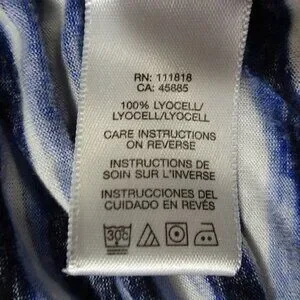 RN: 111818
CA: 45885
100% LYOCELL/
LYOCELL/LYOCELL
CARE INSTRUCTIONS
ON REVERSE
INSTRUCTIONS DE
SOIN SUR L'INVERSE
INSTRUCCIONES DEL
CUIDADO EN REVÉS